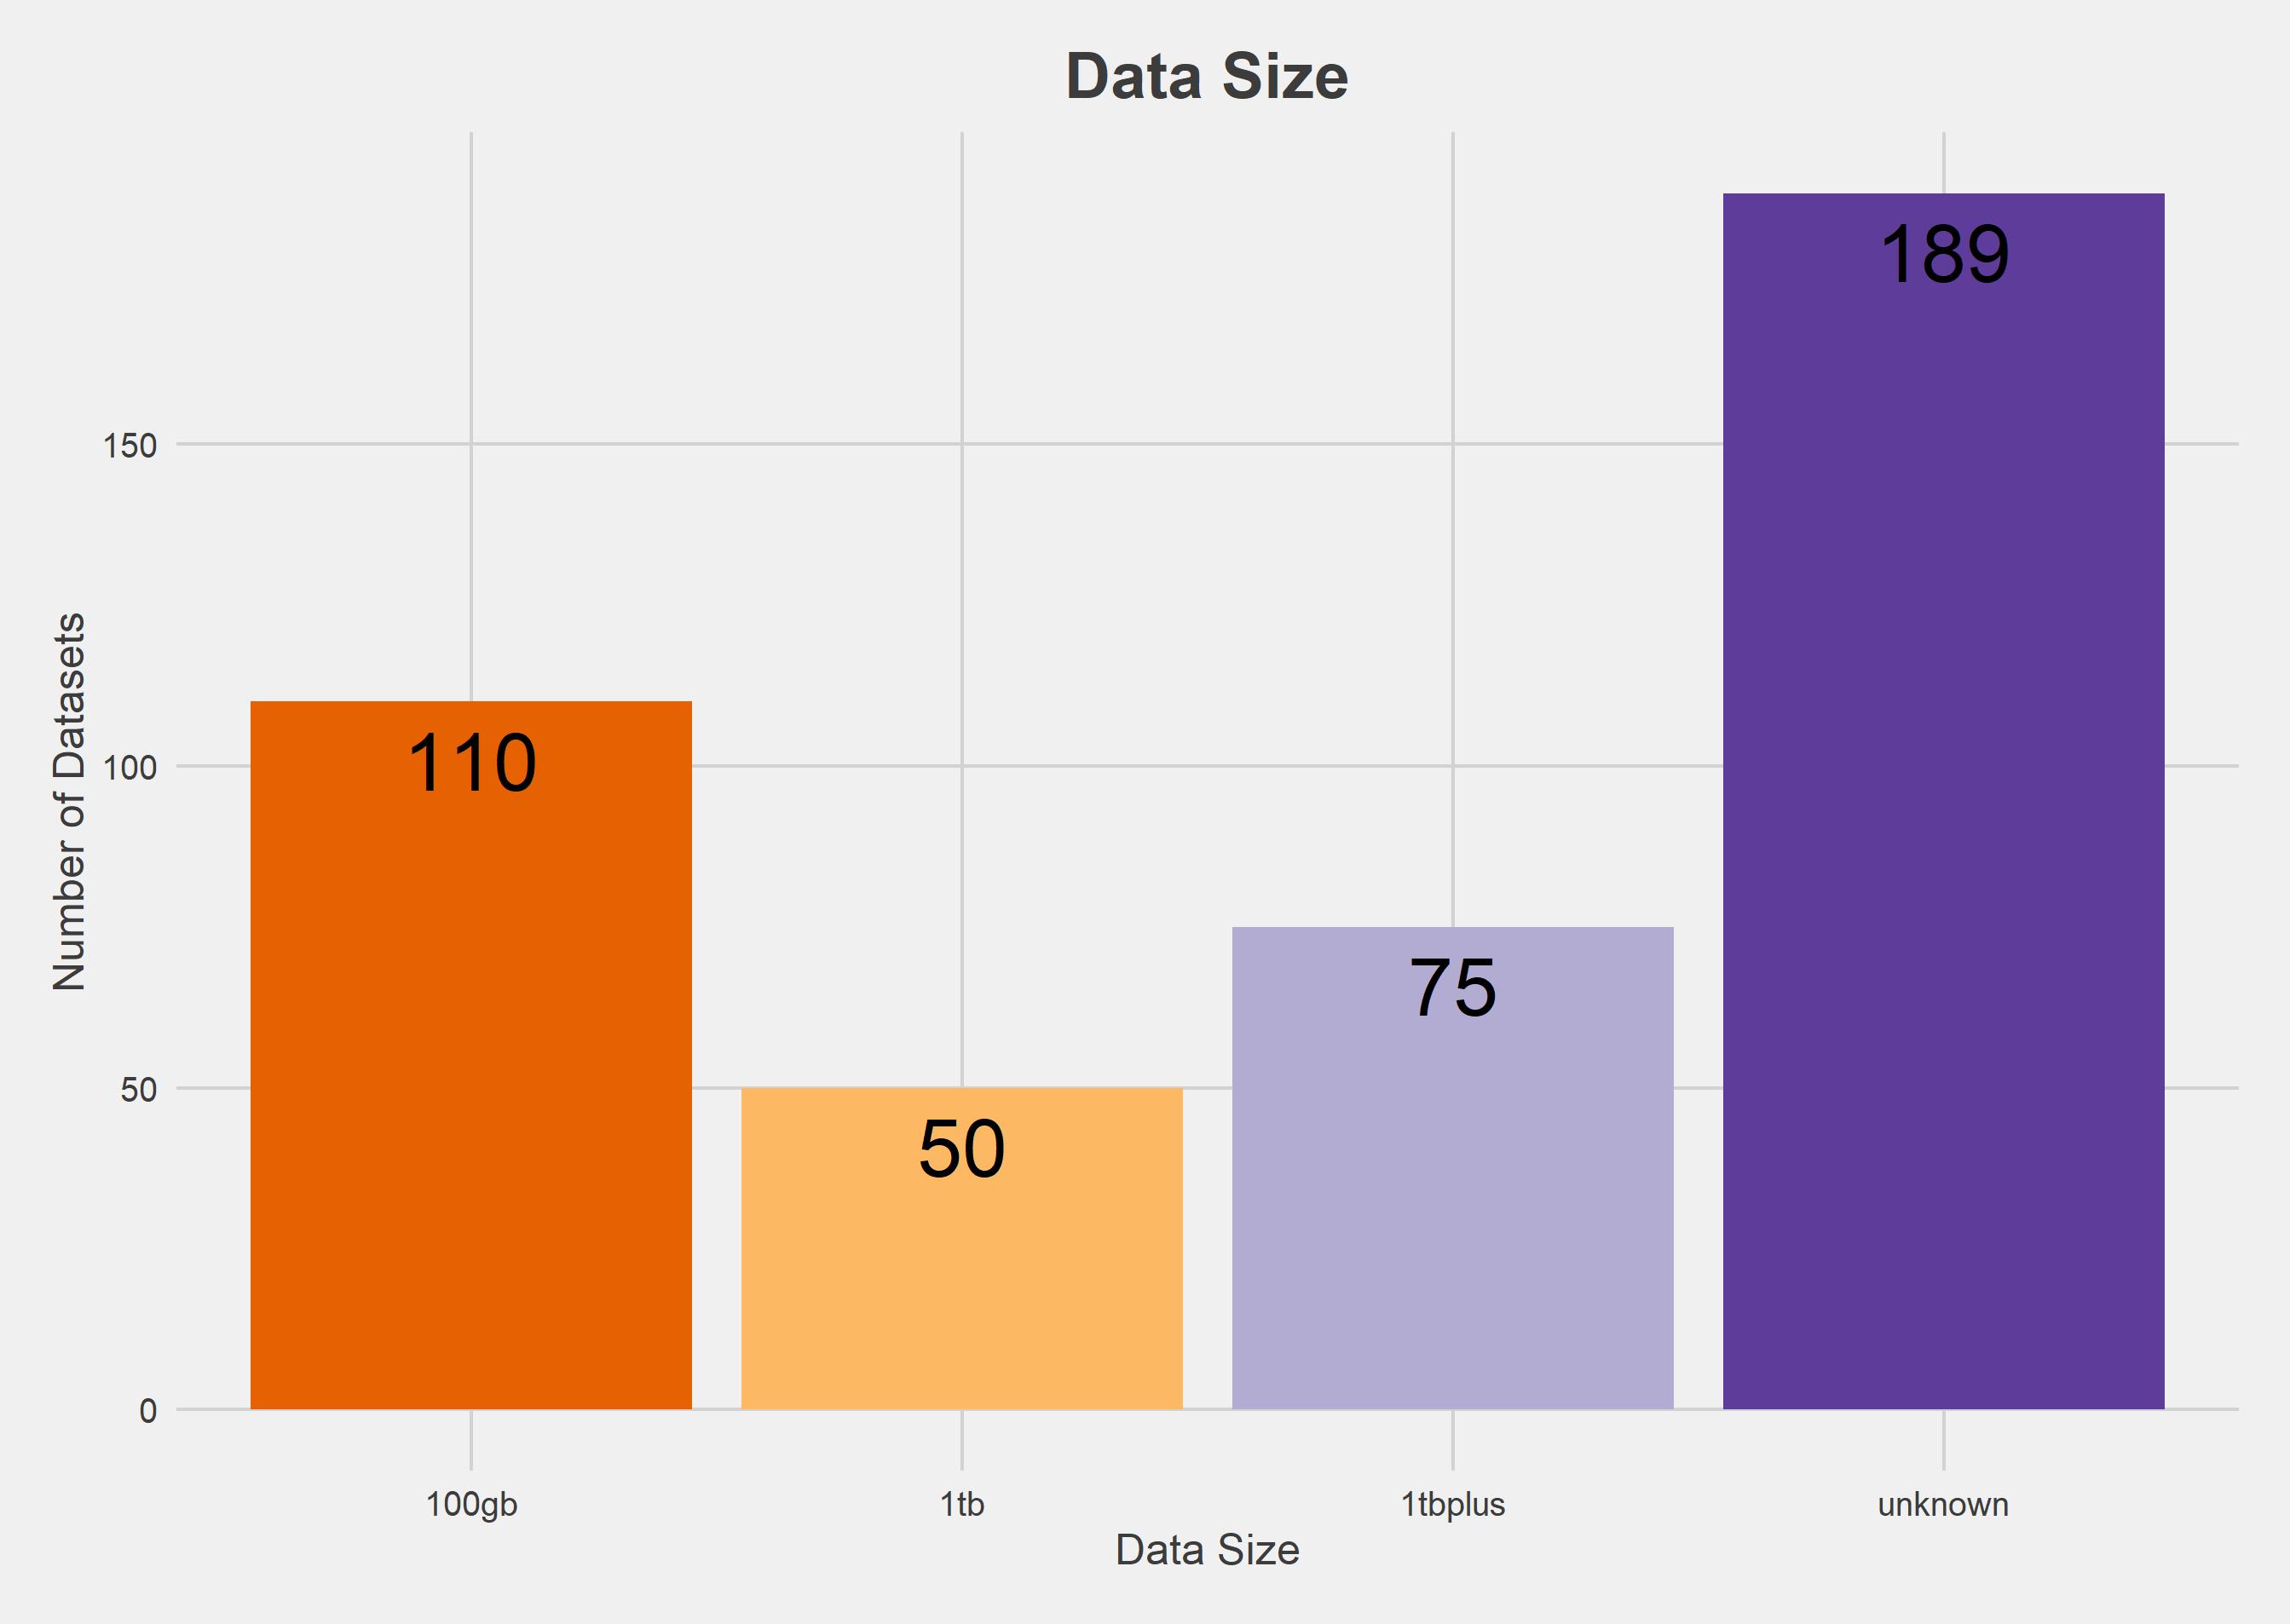 Data Size
189
150
110
Number of Datasets
100
75
50
50
0
100gb
1tb
1tbplus
unknown
Data Size